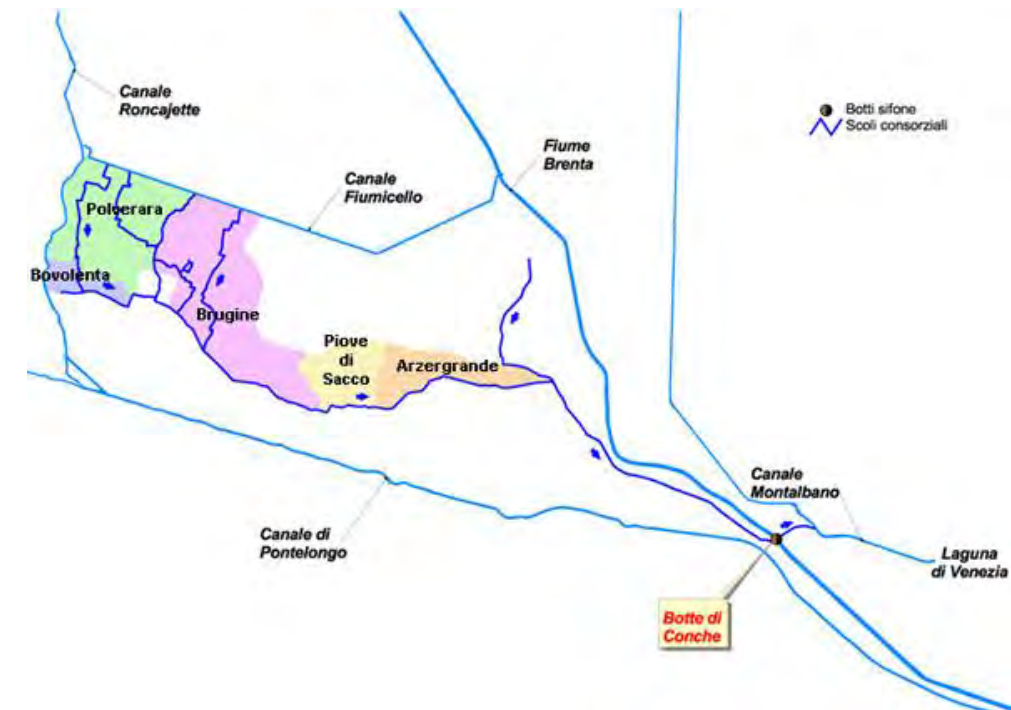 Canale
Roncajette
Botti sifone
Scoli consorziali
Fiume
Brenta
Canale
Fiumicello
Polverara
Bovolenta
Brugine
Piove
di
Sacco
Arzergrande
Canale
Montalbano
Canale di
Pontelongo
Laguna
di Venezia
Botte di
Conche